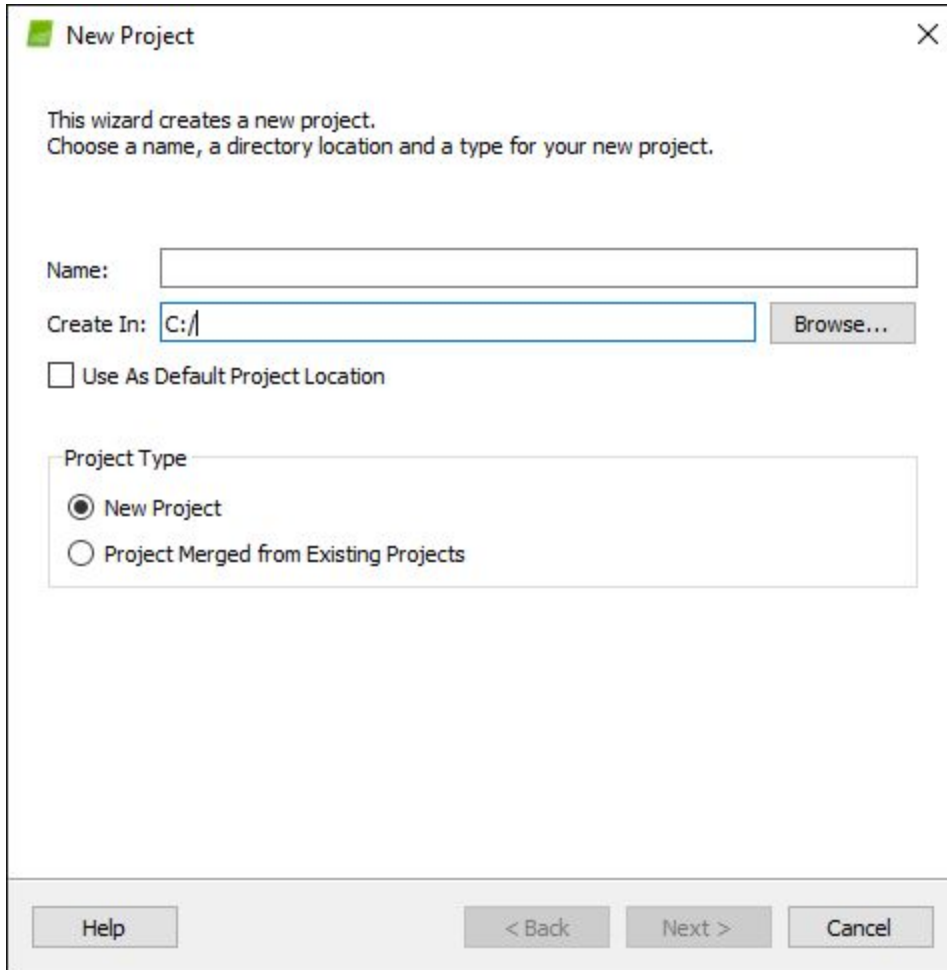 New Project
This wizard creates a new project.
Choose a name, a directory location and a type for your new project.
Name:
Create In: C:/ Browse...
Use As Default Project Location
Project Type
New Project
Project Merged from Existing Projects
Help < Back Next > Cancel